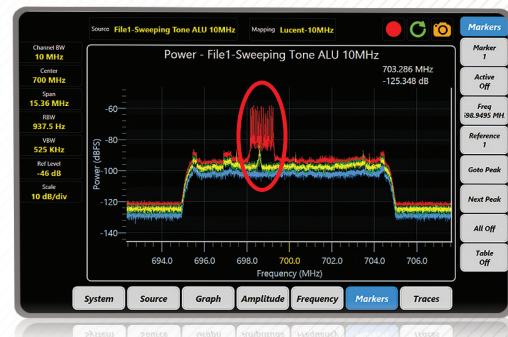 Source File1-Sweeping Tone ALU 10MHz Mapping Lucent-10MHz
Markers
Channel BW
10 MHz
Center
700 MHz
Span
15.36 MHz
RBW
937.5 Hz
VBW
525 KHz
Ref Level
-46 dB
Scale
10 dB/div
Power - File1-Sweeping Tone ALU 10MHz
703.286 MHz
-125.348 dB
Power (dBFS)
-60
-80
-100
-120
-140
694.0 696.0 698.0 700.0 702.0 704.0 706.0
Frequency (MHz)
Marker
1
Active
Off
Freq
i98.9495 MH
Reference
1
Goto Peak
Next Peak
All Off
Table
Off
System Source Graph Amplitude Frequency Markers Traces